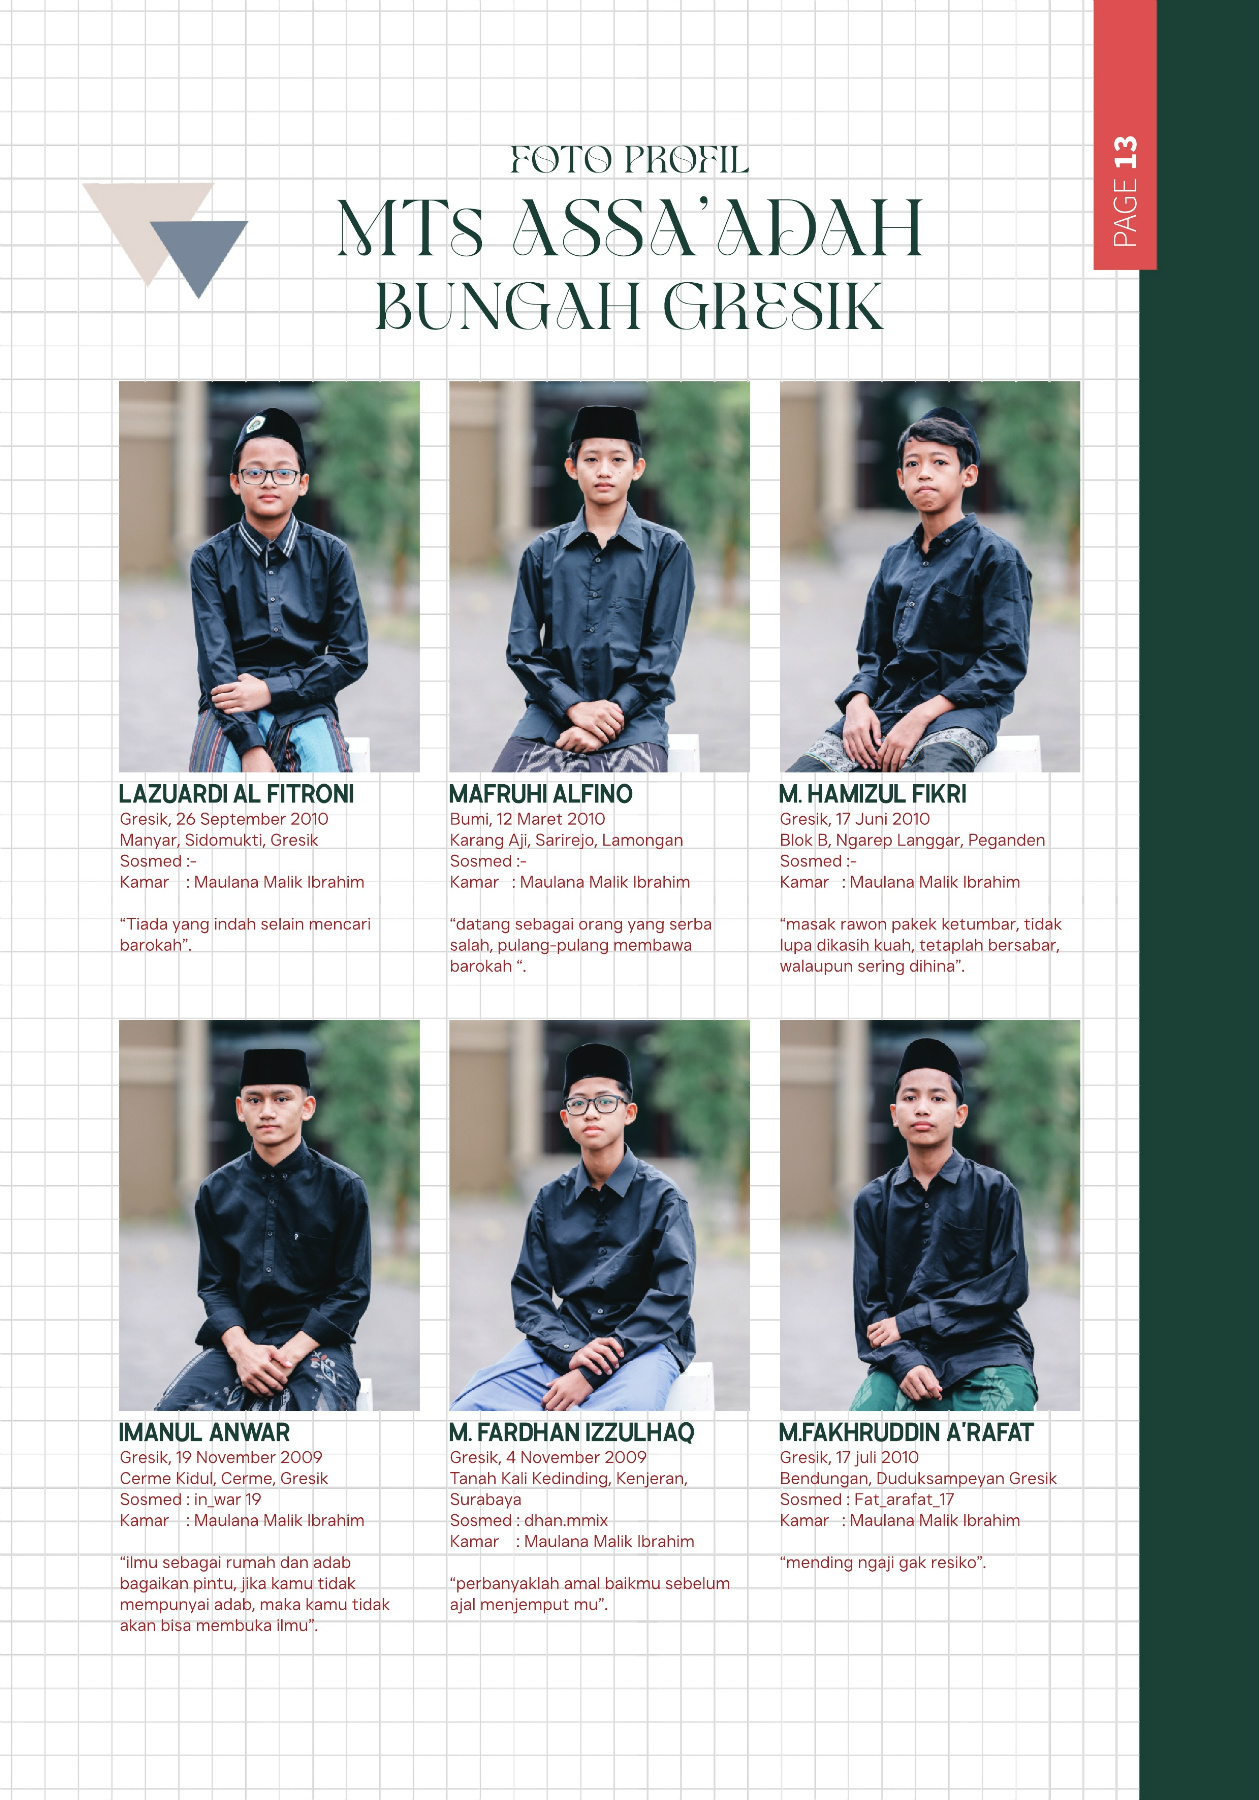 PAGE 13
FOTO PROFIL
MTs ASSA'ADAH
BUNGAH GRESIK
LAZUARDI AL FITRONI
Gresik, 26 September 2010
Manyar, Sidomukti, Gresik
Sosmed :-
Kamar : Maulana Malik Ibrahim
“Tiada yang indah selain mencari
barokah”.
MAFRUHI ALFINO
Bumi, 12 Maret 2010
Karang Aji, Sarirejo, Lamongan
Sosmed :-
Kamar : Maulana Malik Ibrahim
“datang sebagai orang yang serba
salah, pulang-pulang membawa
barokah “.
M. HAMIZUL FIKRI
Gresik, 17 Juni 2010
Blok B, Ngarep Langgar, Peganden
Sosmed :-
Kamar : Maulana Malik Ibrahim
“masak rawon pakek ketumbar, tidak
lupa dikasih kuah, tetaplah bersabar,
walaupun sering dihina”.
IMANUL ANWAR
Gresik, 19 November 2009
Cerme Kidul, Cerme, Gresik
Sosmed : in_war 19
Kamar : Maulana Malik Ibrahim
“ilmu sebagai rumah dan adab
bagaikan pintu, jika kamu tidak
mempunyai adab, maka kamu tidak
akan bisa membuka ilmu”.
M. FARDHAN IZZULHAQ
Gresik, 4 November 2009
Tanah Kali Kedinding, Kenjeran,
Surabaya
Sosmed : dhan.mmix
Kamar : Maulana Malik Ibrahim
“perbanyaklah amal baikmu sebelum
ajal menjemput mu”.
M.FAKHRUDDIN A'RAFAT
Gresik, 17 juli 2010
Bendungan, Duduksampeyan Gresik
Sosmed : Fat_arafat_17
Kamar : Maulana Malik Ibrahim
“mending ngaji gak resiko”.